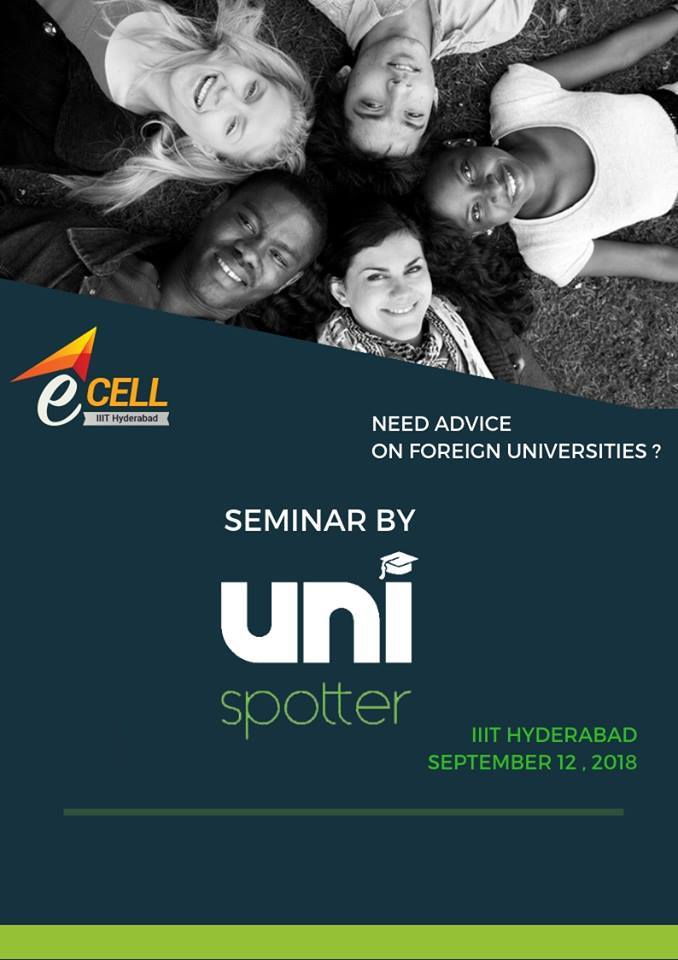 e CELL
IIIT Hyderabad
NEED ADVICE
ON FOREIGN UNIVERSITIES ?
SEMINAR BY
uni
spotter
IIIT HYDERABAD
SEPTEMBER 12 , 2018